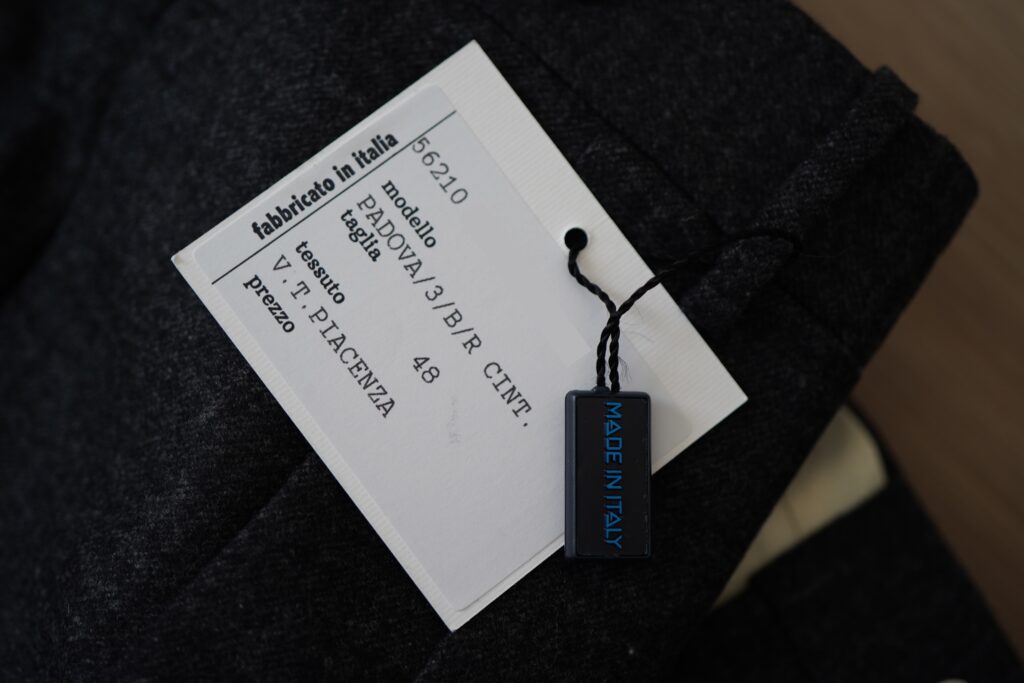 fabbricato in italia
56210
modello
PADOVA/3/B/R CINT.
taglia
48
tessuto
V.T.PIACENZA
prezzo
MADE IN ITALY